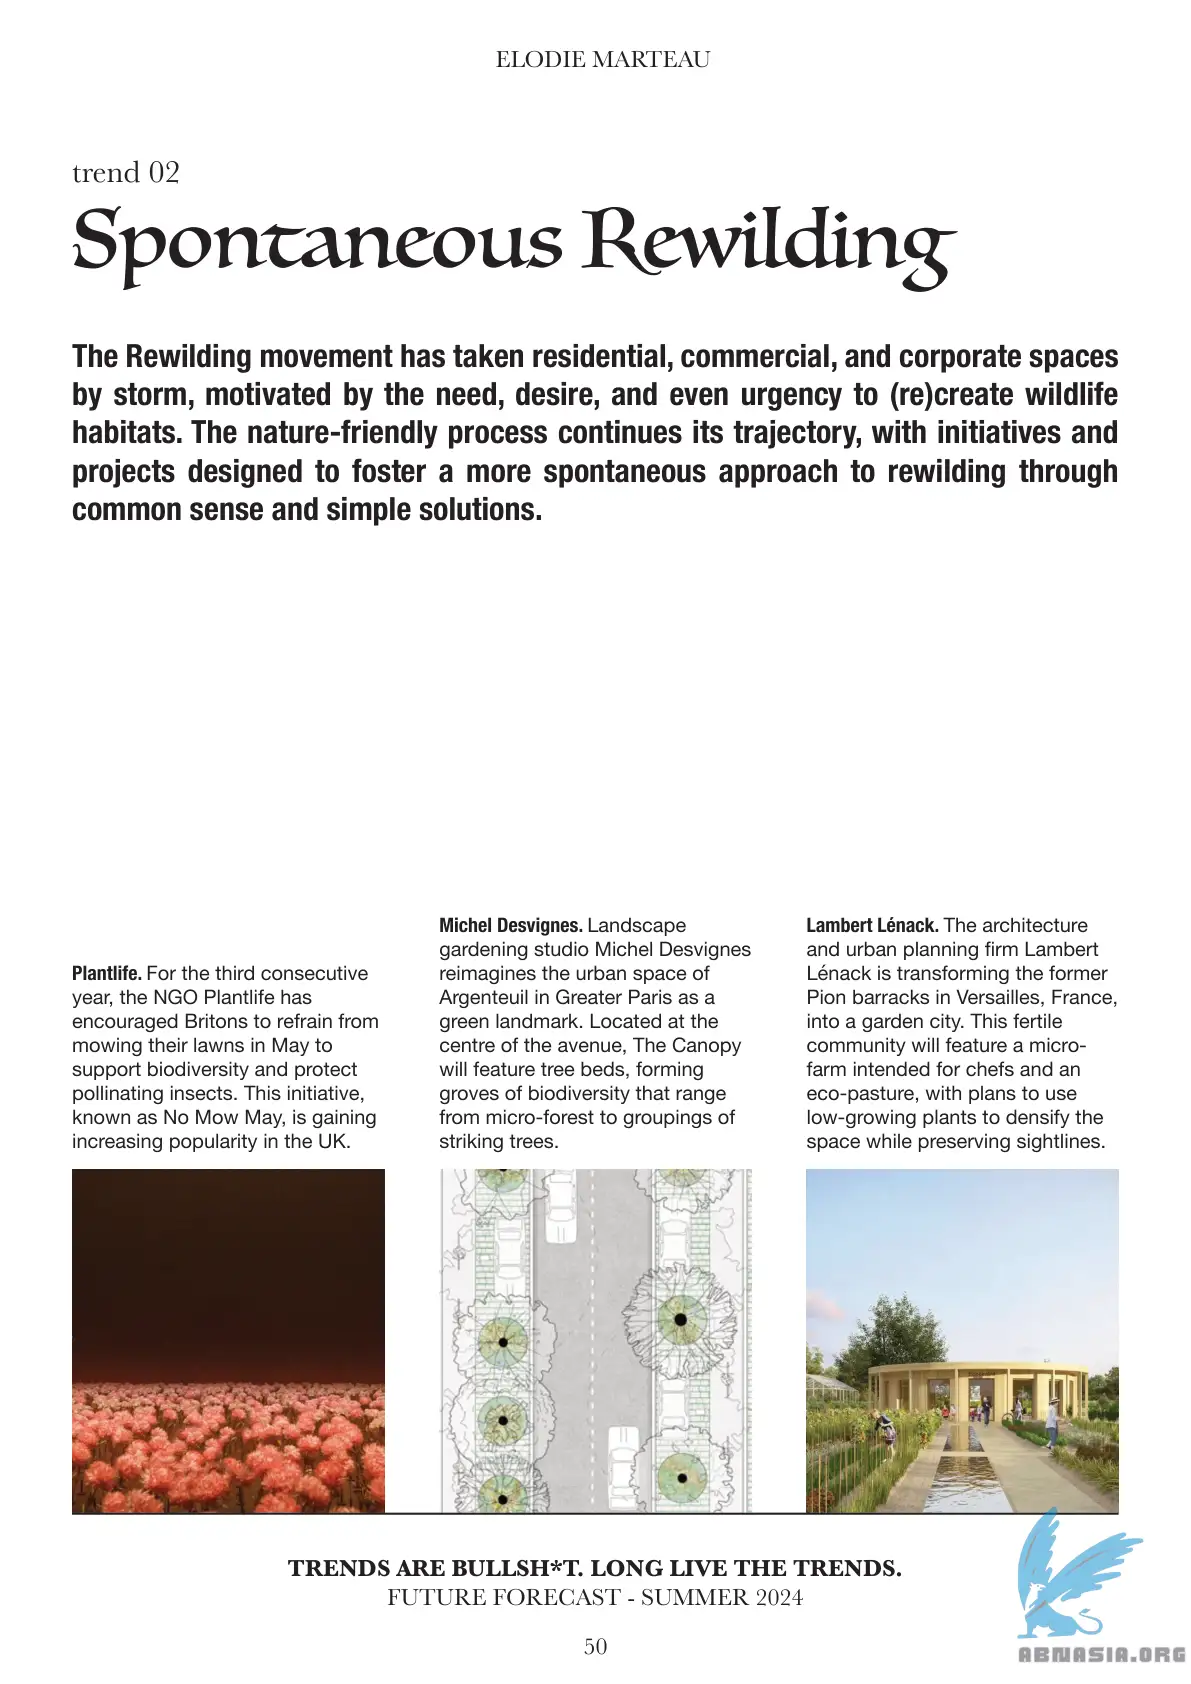 ELODIE MARTEAU
trend 02
Spontaneous Rewilding
The Rewilding movement has taken residential, commercial, and corporate spaces
by storm, motivated by the need, desire, and even urgency to (re)create wildlife
habitats. The nature-friendly process continues its trajectory, with initiatives and
projects designed to foster a more spontaneous approach to rewilding through
common sense and simple solutions.
Plantlife. For the third consecutive
year, the NGO Plantlife has
encouraged Britons to refrain from
mowing their lawns in May to
support biodiversity and protect
pollinating insects. This initiative,
known as No Mow May, is gaining
increasing popularity in the UK.
Michel Desvignes. Landscape
gardening studio Michel Desvignes
reimagines the urban space of
Argenteuil in Greater Paris as a
green landmark. Located at the
centre of the avenue, The Canopy
will feature tree beds, forming
groves of biodiversity that range
from micro-forest to groupings of
striking trees.
Lambert Lénack. The architecture
and urban planning firm Lambert
Lénack is transforming the former
Pion barracks in Versailles, France,
into a garden city. This fertile
community will feature a micro-
farm intended for chefs and an
eco-pasture, with plans to use
low-growing plants to densify the
space while preserving sightlines.
TRENDS ARE BULLSH*T. LONG LIVE THE TRENDS.
FUTURE FORECAST - SUMMER 2024
50
ABNASIA.ORG